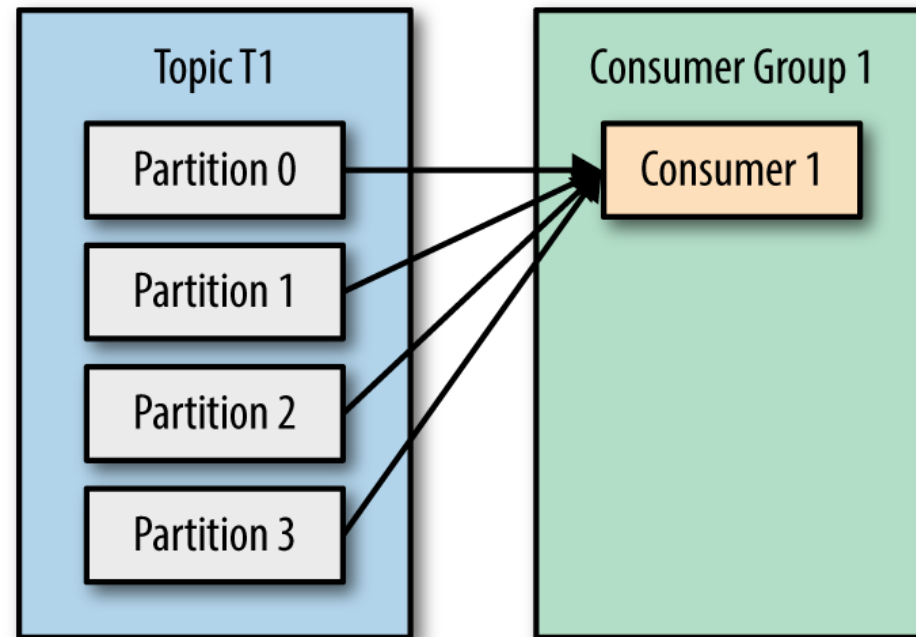 Topic T1
Partition 0
Partition 1
Partition 2
Partition 3
Consumer Group 1
Consumer 1